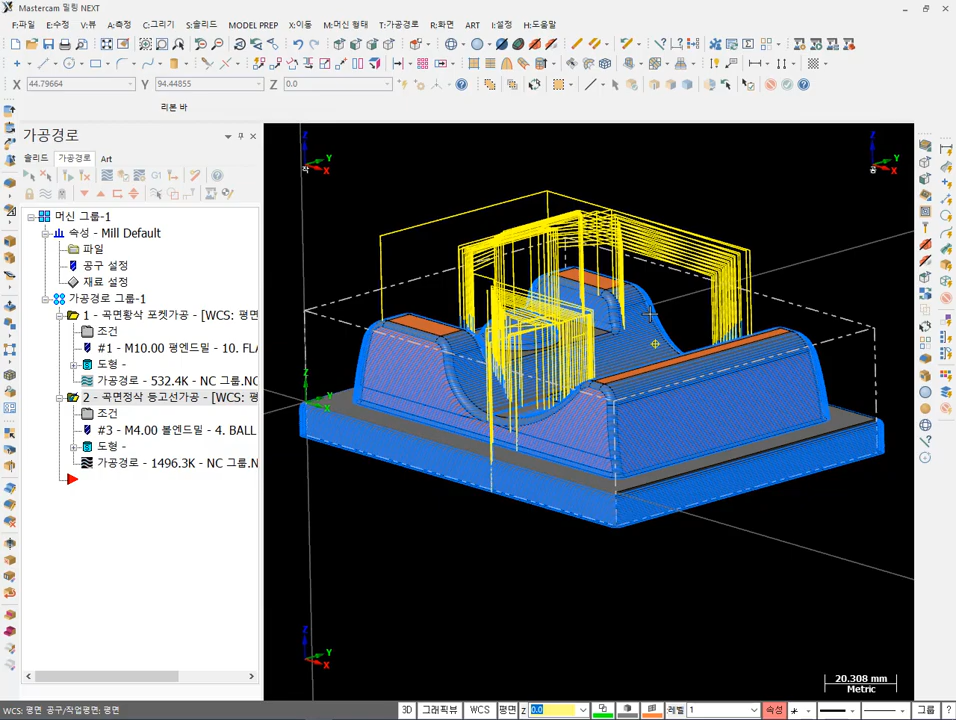 Mastercam 밀링 NEXT
F:파일 E:수정 V:뷰 A:측정 C:그리기 S:솔리드 MODEL PREP X:이동 M:머신 형태 T:가공경로 R:화면 ART I:설정 H:도움말
X 44.79664 Y 94.44855 Z 0.0
리본 바
가공경로
솔리드 가공경로 Art
머신 그룹-1
속성 - Mill Default
파일
공구 설정
재료 설정
가공경로 그룹-1
1 - 곡면황삭 포켓가공 - [WCS: 평면
조건
#1 - M10.00 평엔드밀 - 10. FLA
도형 -
가공경로 - 532.4K - NC 그룹.NC
2 - 곡면정삭 등고선가공 - [WCS: 평
조건
#3 - M4.00 볼엔드밀 - 4. BALL
도형 -
가공경로 - 1496.3K - NC 그룹.N
Z
Y
X
Z
Y
X
Y
X
Z
Y
X
20.308 mm
Metric
WCS: 평면 공구/작업평면: 평면
3D 그래픽뷰 WCS 평면 Z 0.0 레벨 1 속성 그룹 ?